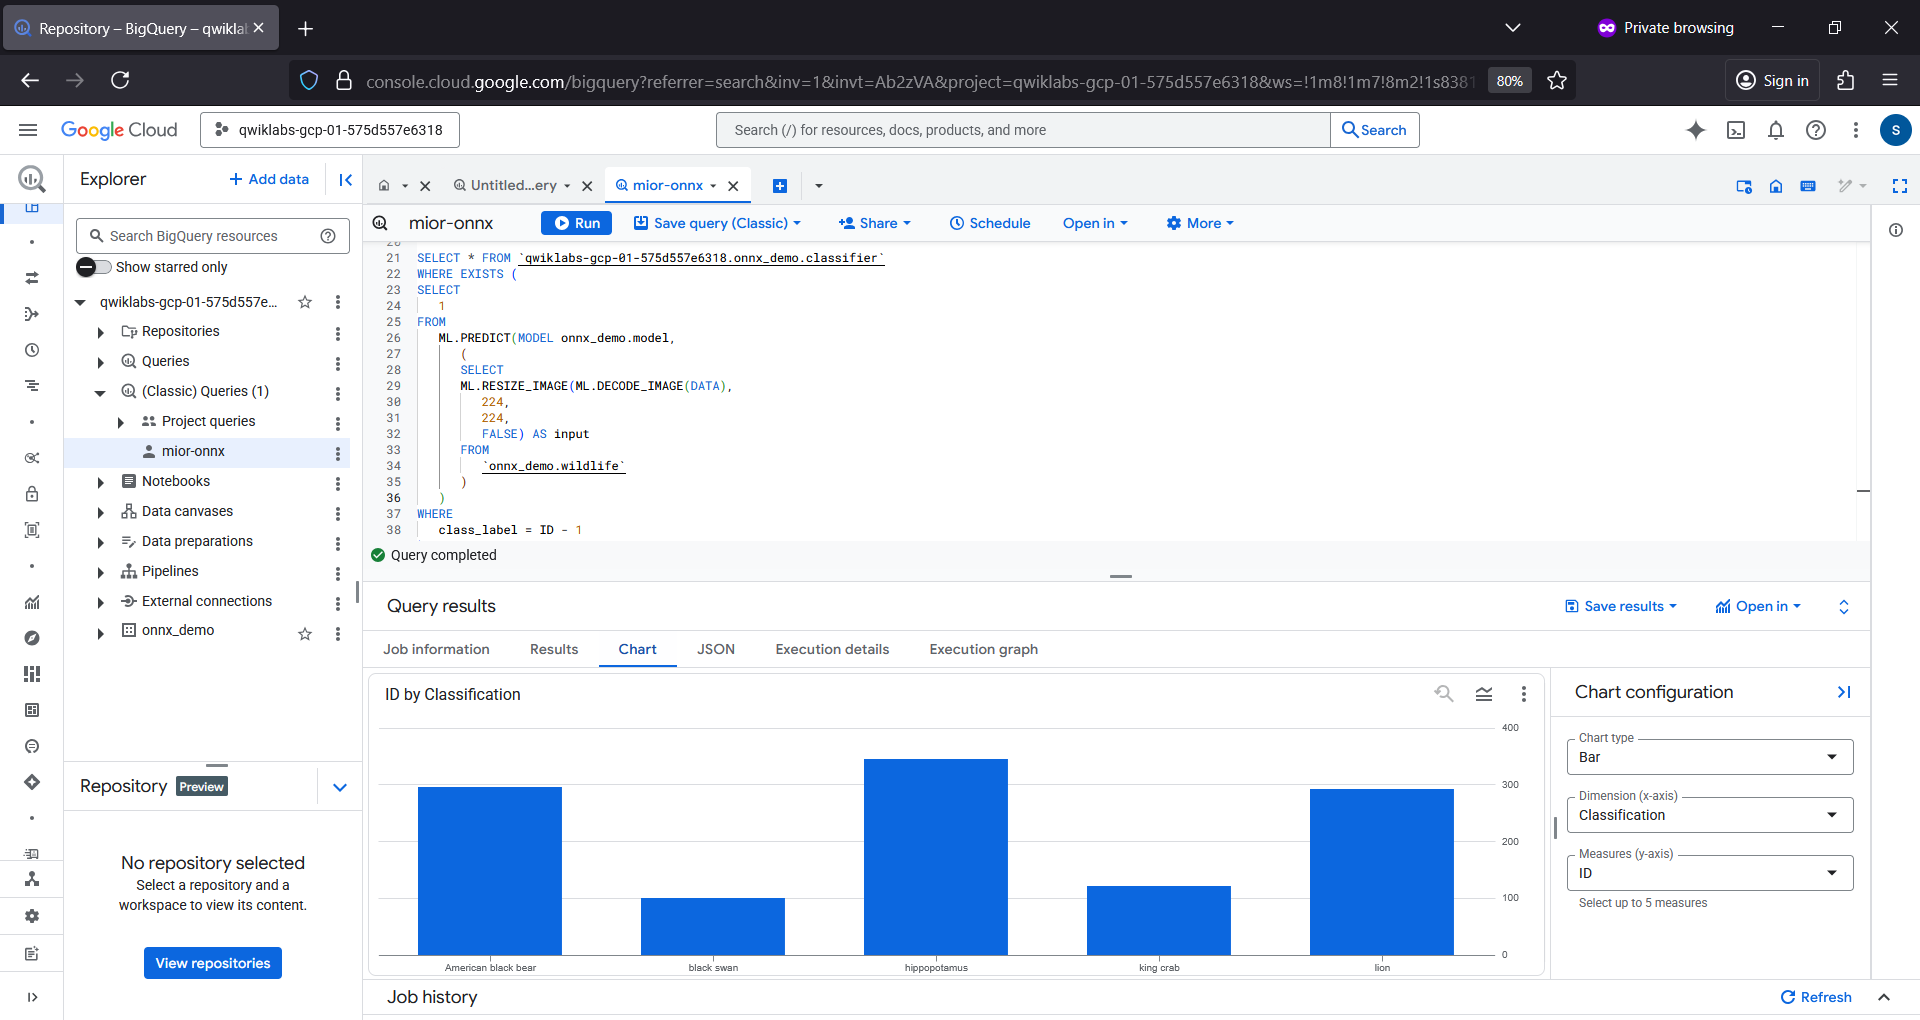 Repository – BigQuery – qwikla
Private browsing
console.cloud.google.com/bigquery?referrer=search&inv=1&invt=Ab2zVA&project=qwiklabs-gcp-01-575d557e6318&ws=!1m8!1m7!8m2!1s8381
80%
Sign in
Google Cloud
qwiklabs-gcp-01-575d557e6318
Search (/) for resources, docs, products, and more
Search
S
Explorer
+ Add data
Untitled...ery
mior-onnx
mior-onnx
Run
Save query (Classic)
Share
Schedule
Open in
More
Search BigQuery resources
Show starred only
qwiklabs-gcp-01-575d557e...
Repositories
Queries
(Classic) Queries (1)
Project queries
mior-onnx
Notebooks
Data canvases
Data preparations
Pipelines
External connections
onnx_demo
20
21 SELECT * FROM `qwiklabs-gcp-01-575d557e6318.onnx_demo.classifier`
22 WHERE EXISTS (
23 SELECT
24 1
25 FROM
26 ML.PREDICT(MODEL onnx_demo.model,
27 (
28 SELECT
29 ML.RESIZE_IMAGE(ML.DECODE_IMAGE(DATA),
30 224,
31 224,
32 FALSE) AS input
33 FROM
34 `onnx_demo.wildlife`
35 )
36 )
37 WHERE
38 class_label = ID - 1
Query completed
Query results
Save results
Open in
Job information
Results
Chart
JSON
Execution details
Execution graph
ID by Classification
400
300
200
100
0
American black bear
black swan
hippopotamus
king crab
lion
Chart configuration
Chart type
Bar
Dimension (x-axis)
Classification
Measures (y-axis)
ID
Select up to 5 measures
Repository Preview
No repository selected
Select a repository and a
workspace to view its content.
View repositories
Job history
Refresh